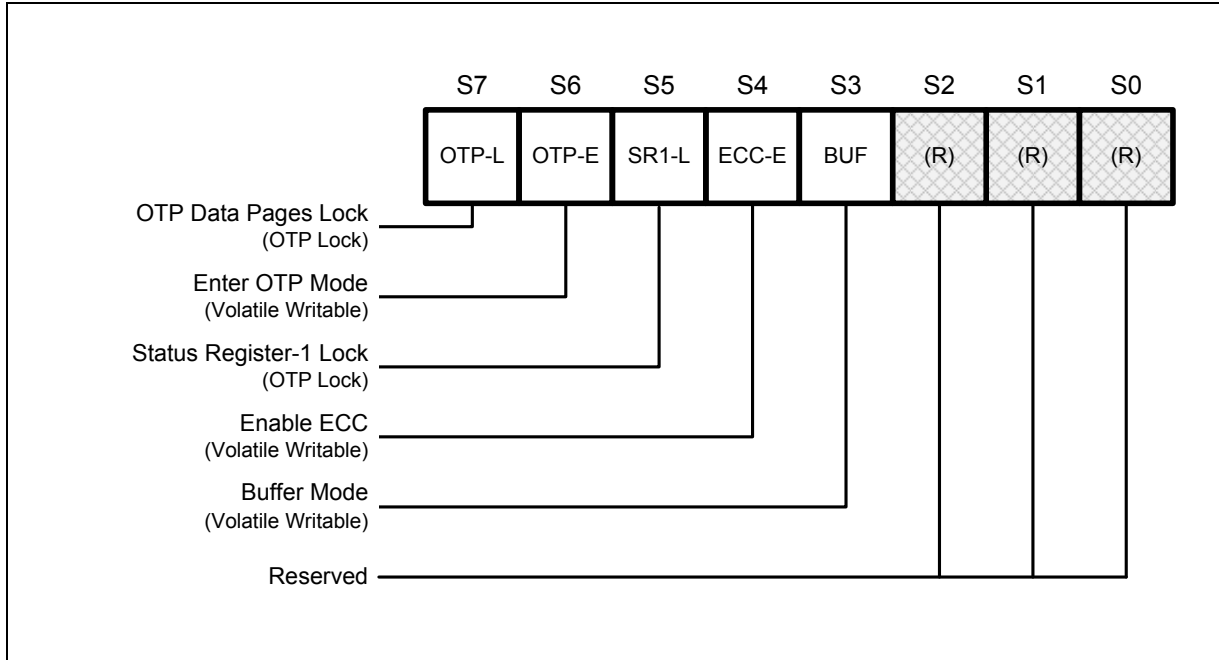 S7 S6 S5 S4 S3 S2 S1 S0
OTP-L OTP-E SR1-L ECC-E BUF (R) (R) (R)
OTP Data Pages Lock
(OTP Lock)
Enter OTP Mode
(Volatile Writable)
Status Register-1 Lock
(OTP Lock)
Enable ECC
(Volatile Writable)
Buffer Mode
(Volatile Writable)
Reserved